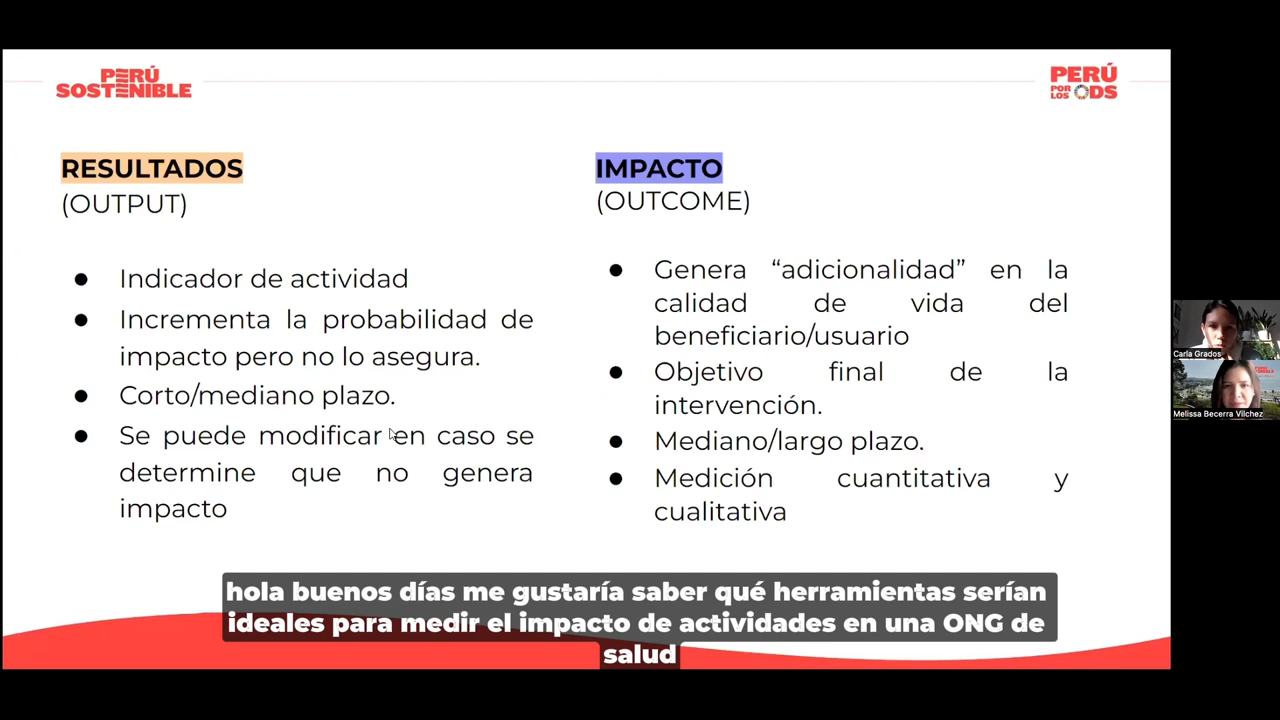 PERÚ
SOSTENIBLE
PERÚ
POR LOS ODS
RESULTADOS
(OUTPUT)
● Indicador de actividad
● Incrementa la probabilidad de
impacto pero no lo asegura.
● Corto/mediano plazo.
● Se puede modificar en caso se
determine que no genera
impacto
IMPACTO
(OUTCOME)
● Genera “adicionalidad” en la
calidad de vida del
beneficiario/usuario
● Objetivo final de la
intervención.
● Mediano/largo plazo.
● Medición cuantitativa y
cualitativa
Carla Grados
Melissa Becerra Vilchez
hola buenos días me gustaría saber qué herramientas serían
ideales para medir el impacto de actividades en una ONG de
salud